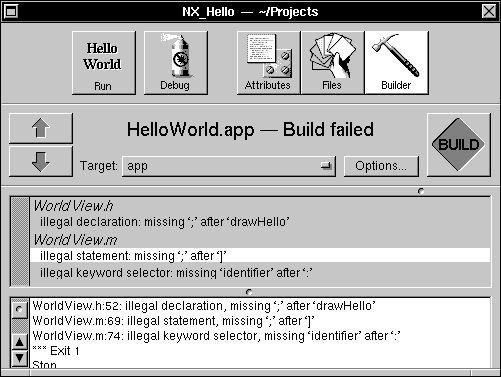 NX_Hello — ~/Projects
Hello
World
Run
Debug
Attributes
Files
Builder
HelloWorld.app — Build failed
BUILD
Target:
app
Options...
WorldView.h
illegal declaration: missing ‘;’ after ‘drawHello’
WorldView.m
illegal statement: missing ‘;’ after ‘]’
illegal keyword selector: missing ‘identifier’ after ‘:’
WorldView.h:52: illegal declaration, missing ‘;’ after ‘drawHello’
WorldView.m:69: illegal statement, missing ‘;’ after ‘]’
WorldView.m:74: illegal keyword selector, missing ‘identifier’ after ‘:’
*** Exit 1
Stop.